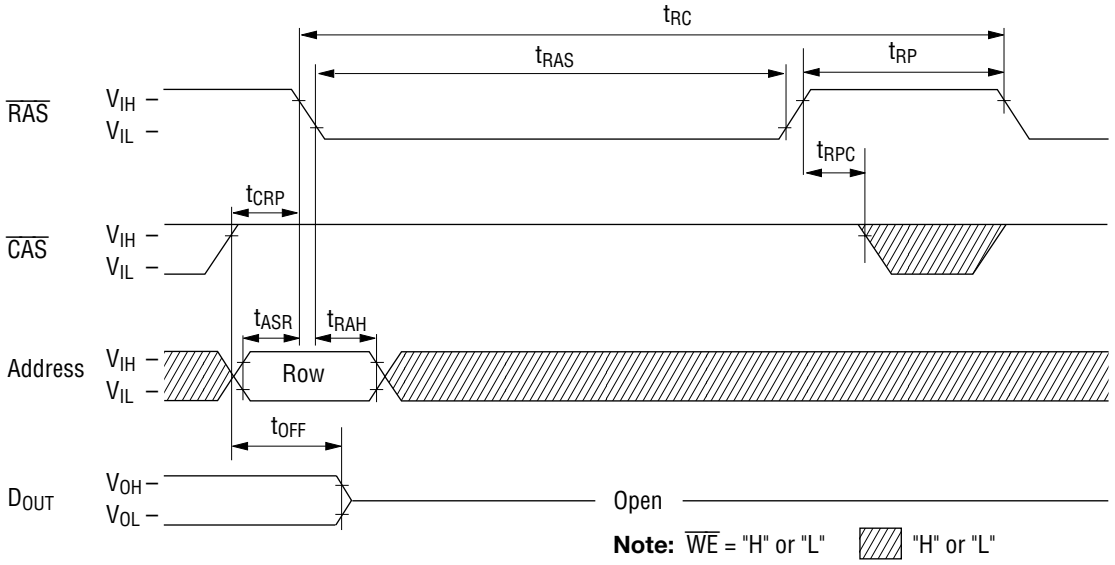 tRC
tRAS
tRP
RAS
VIH
VIL
tRPC
tCRP
CAS
VIH
VIL
tASR
tRAH
Address
VIH
VIL
Row
tOFF
DOUT
VOH
VOL
Open
Note: WE = "H" or "L" "H" or "L"